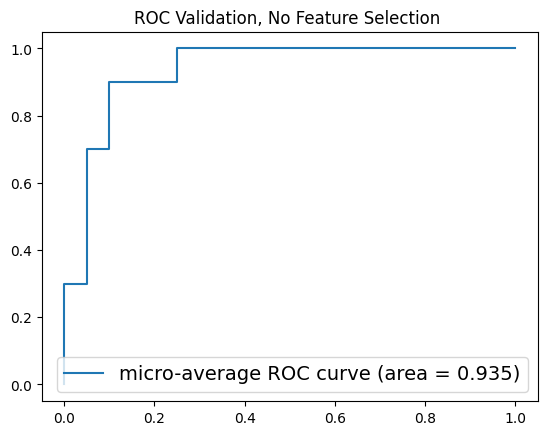 ROC Validation, No Feature Selection
1.0
0.8
0.6
0.4
0.2
0.0
micro-average ROC curve (area = 0.935)
0.0 0.2 0.4 0.6 0.8 1.0